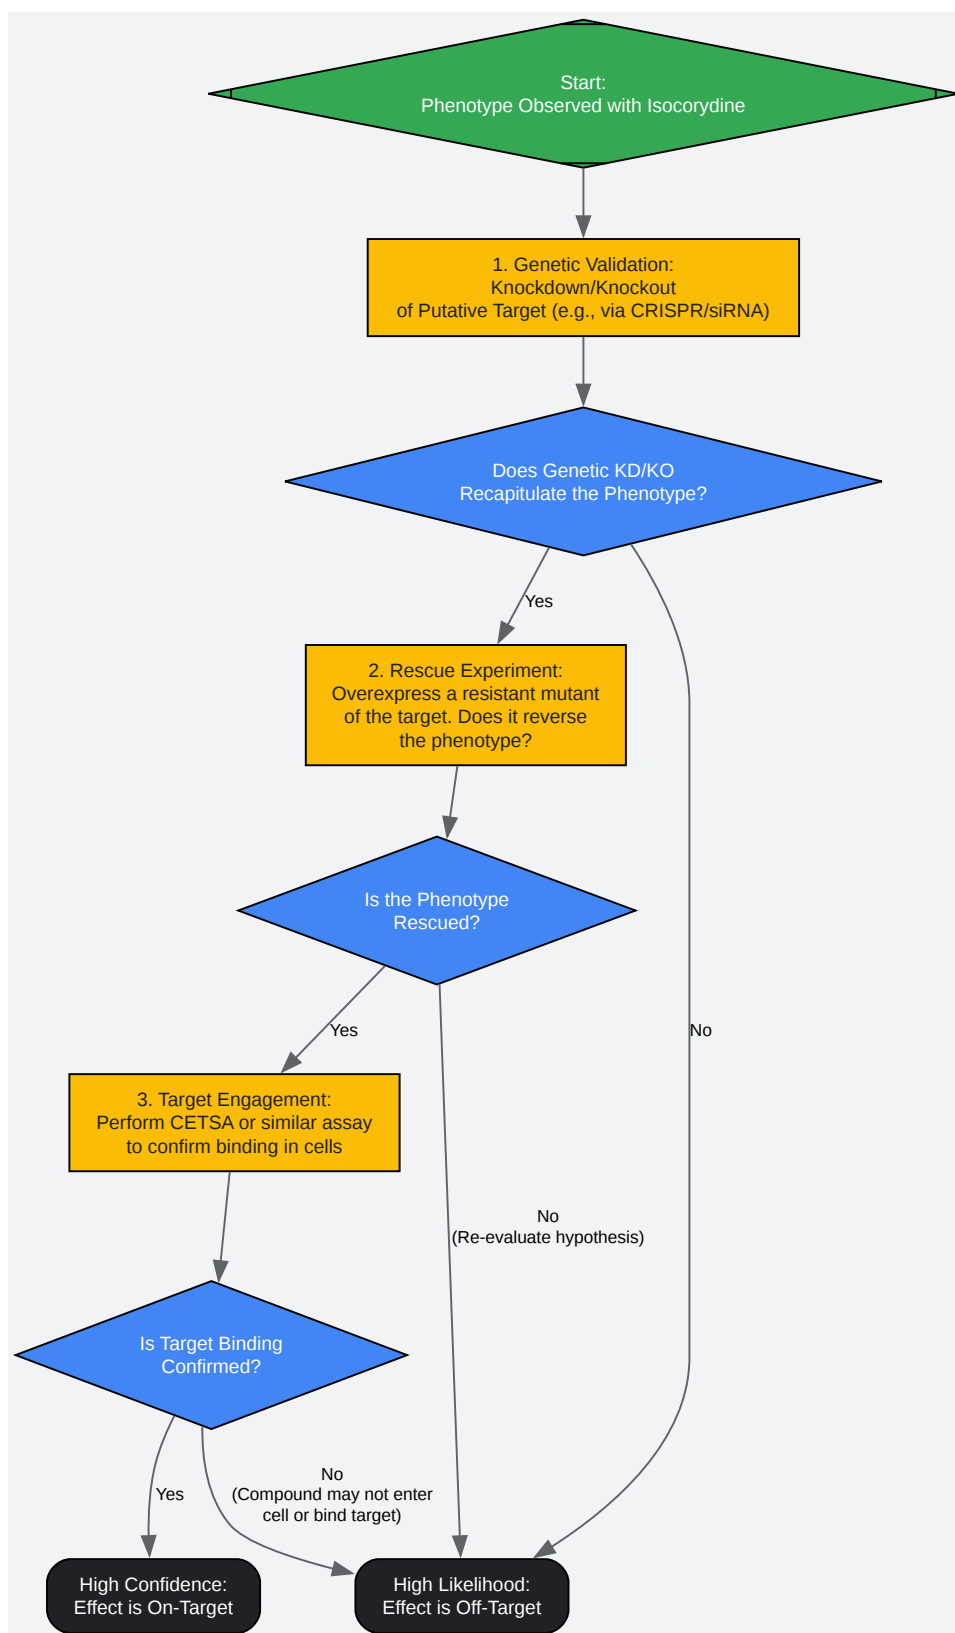 Start:
Phenotype Observed with Isocorydine
1. Genetic Validation:
Knockdown/Knockout
of Putative Target (e.g., via CRISPR/siRNA)
Does Genetic KD/KO
Recapitulate the Phenotype?
Yes
2. Rescue Experiment:
Overexpress a resistant mutant
of the target. Does it reverse
the phenotype?
Is the Phenotype
Rescued?
Yes
No
3. Target Engagement:
Perform CETSA or similar assay
to confirm binding in cells
No
(Re-evaluate hypothesis)
Is Target Binding
Confirmed?
Yes
No
(Compound may not enter
cell or bind target)
High Confidence:
Effect is On-Target
High Likelihood:
Effect is Off-Target